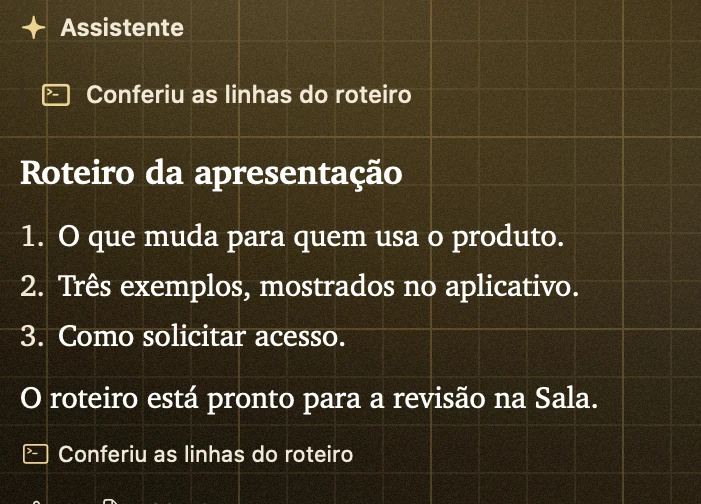 Assistente
Conferiu as linhas do roteiro
Roteiro da apresentação
1. O que muda para quem usa o produto.
2. Três exemplos, mostrados no aplicativo.
3. Como solicitar acesso.
O roteiro está pronto para a revisão na Sala.
Conferiu as linhas do roteiro